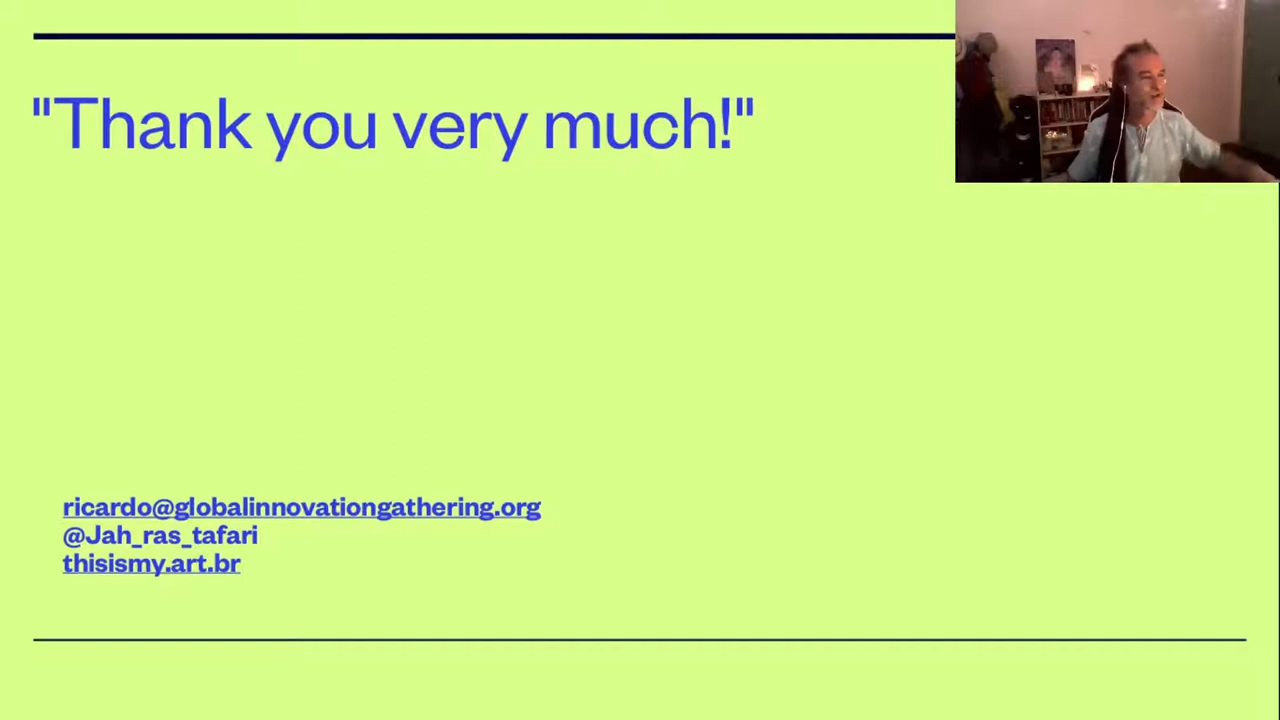 "Thank you very much!"
ricardo@globalinnovationgathering.org
@Jah_ras_tafari
thisismy.art.br